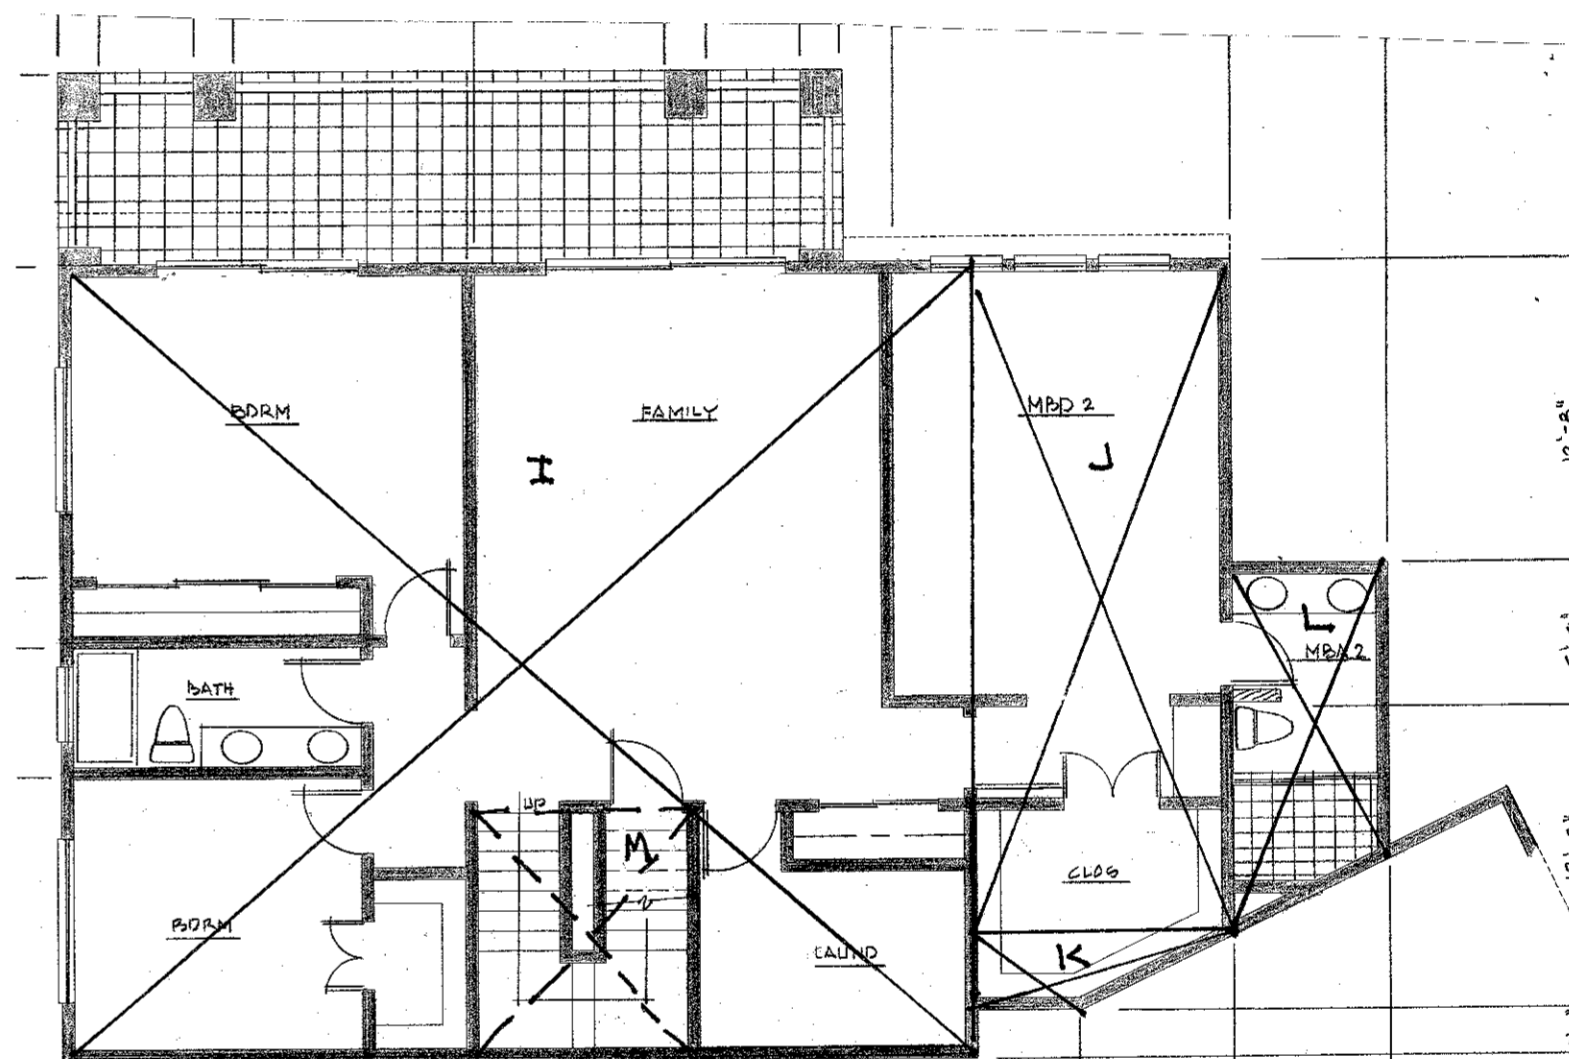 BDRM
FAMILY
MBD 2
I
J
L
MBA 2
BATH
UP
M
CLOS
BDRM
LAUND
K